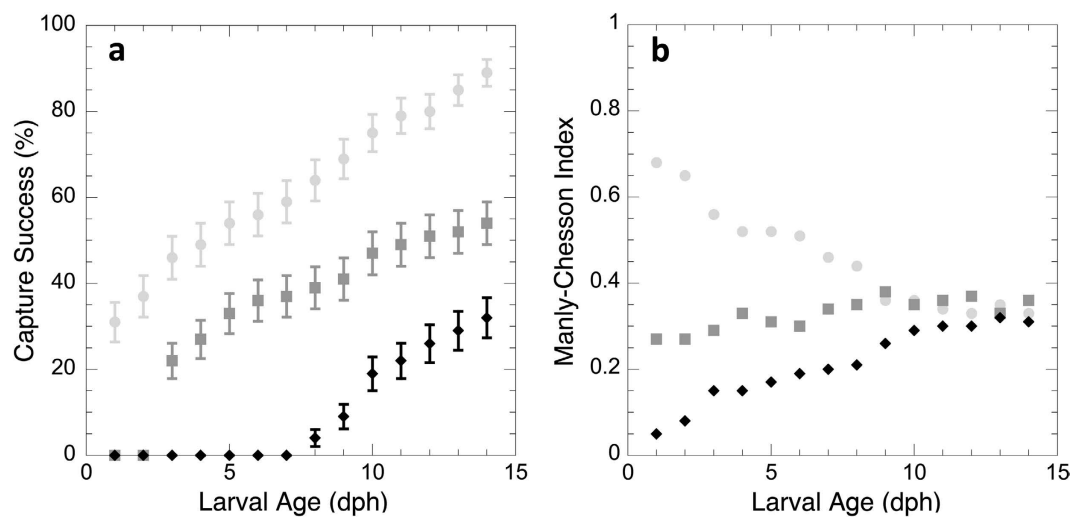 a
100
80
60
40
20
0
Capture Success (%)
0 5 10 15
Larval Age (dph)
b
1
0.8
0.6
0.4
0.2
0
Manly-Chesson Index
0 5 10 15
Larval Age (dph)